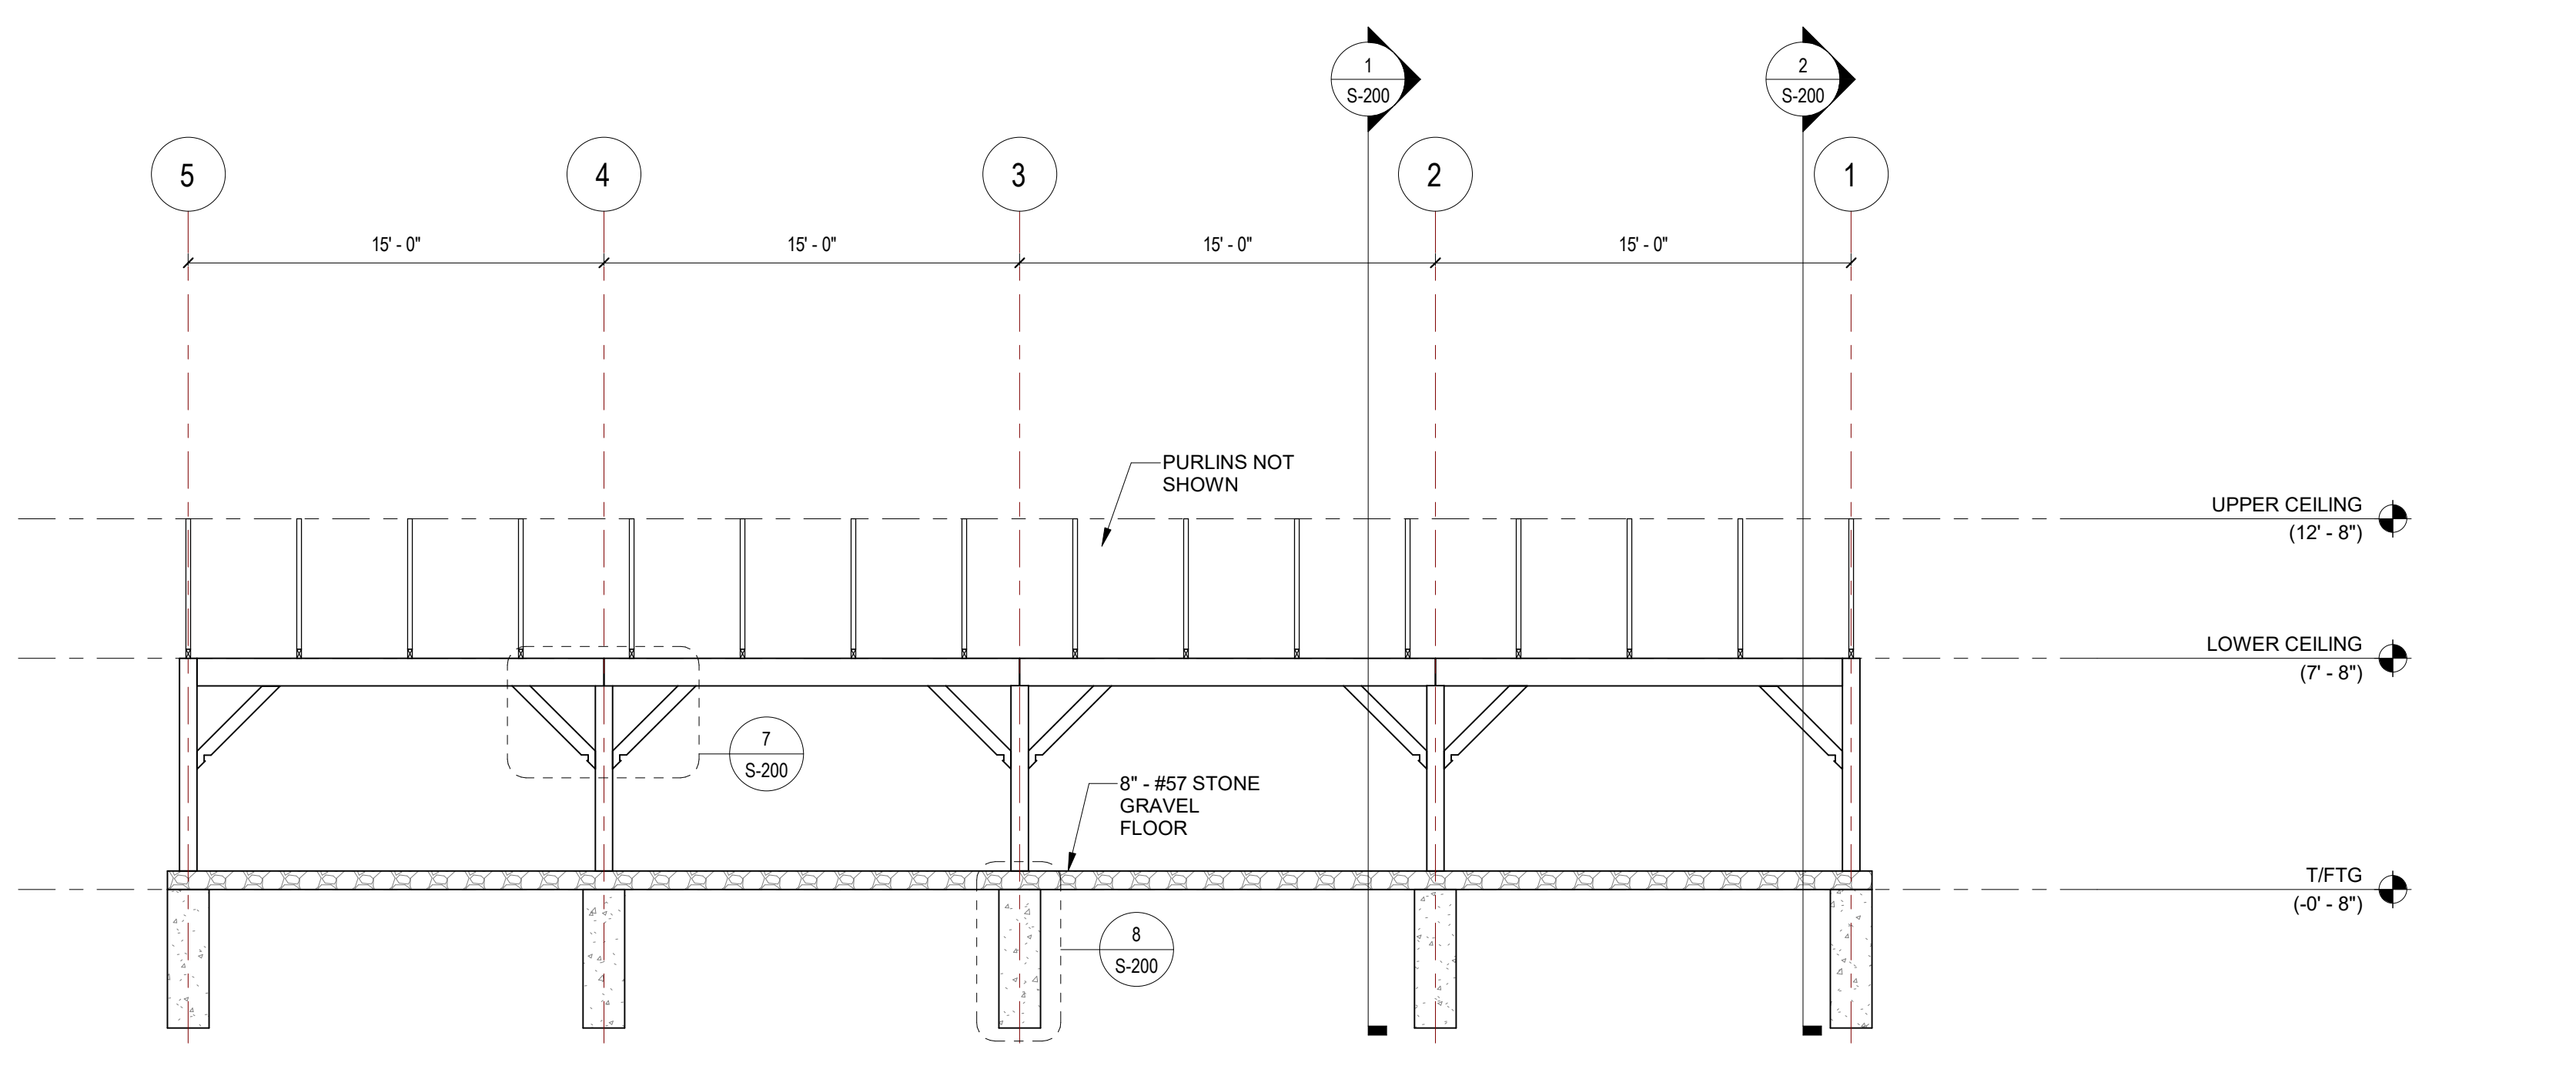 1
S-200
2
S-200
5
4
3
2
1
15' - 0"
15' - 0"
15' - 0"
15' - 0"
PURLINS NOT
SHOWN
UPPER CEILING
(12' - 8")
LOWER CEILING
(7' - 8")
7
S-200
8" - #57 STONE
GRAVEL
FLOOR
T/FTG
(-0' - 8")
8
S-200